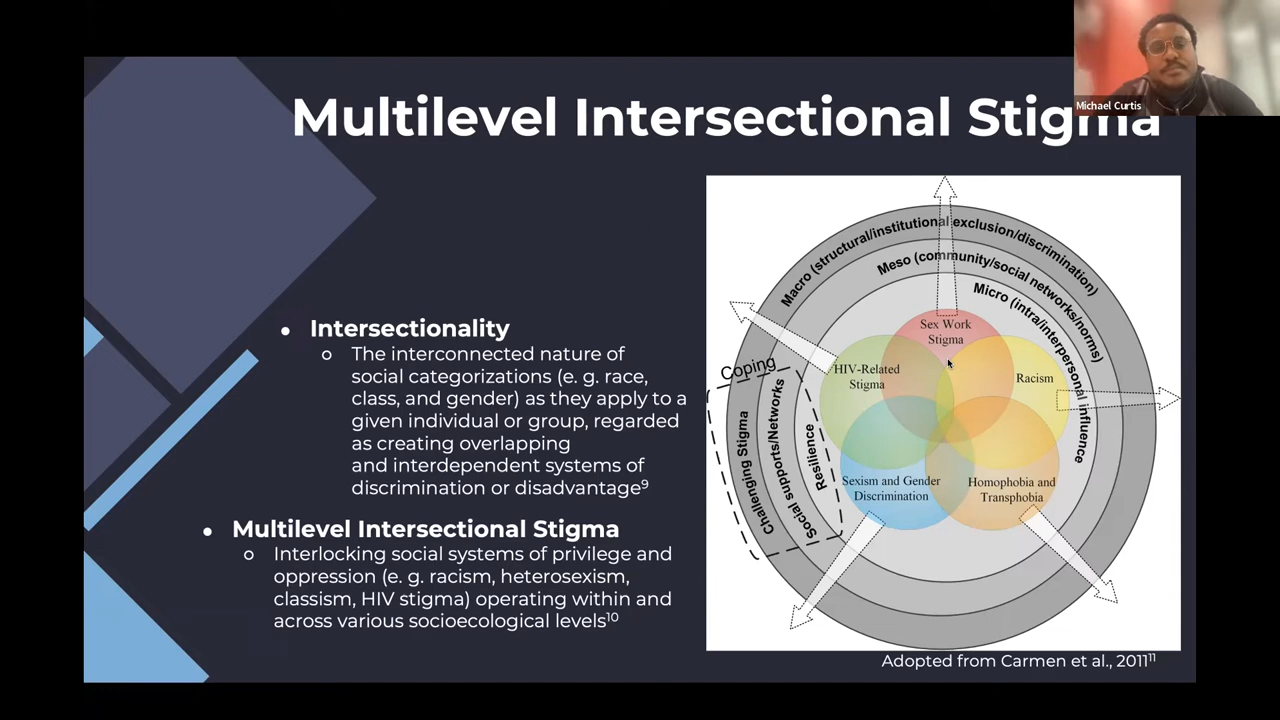 Michael Curtis
Multilevel Intersectional Stigma
Intersectionality
The interconnected nature of
social categorizations (e. g. race,
class, and gender) as they apply to a
given individual or group, regarded
as creating overlapping
and interdependent systems of
discrimination or disadvantage9
Multilevel Intersectional Stigma
Interlocking social systems of privilege and
oppression (e. g. racism, heterosexism,
classism, HIV stigma) operating within and
across various socioecological levels10
Macro (structural/institutional exclusion/discrimination)
Meso (community/social networks/norms)
Micro (intra/interpersonal influence
Sex Work
Stigma
HIV-Related
Stigma
Racism
Sexism and Gender
Discrimination
Homophobia and
Transphobia
Coping
Challenging Stigma
Social supports/Networks
Resilience
Adopted from Carmen et al., 201111